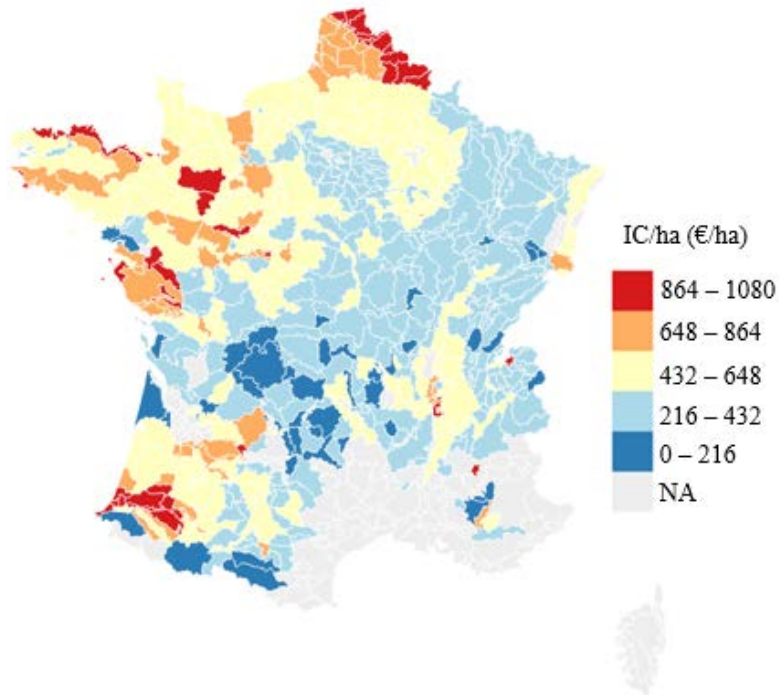 IC/ha (€/ha)
864 – 1080
648 – 864
432 – 648
216 – 432
0 – 216
NA